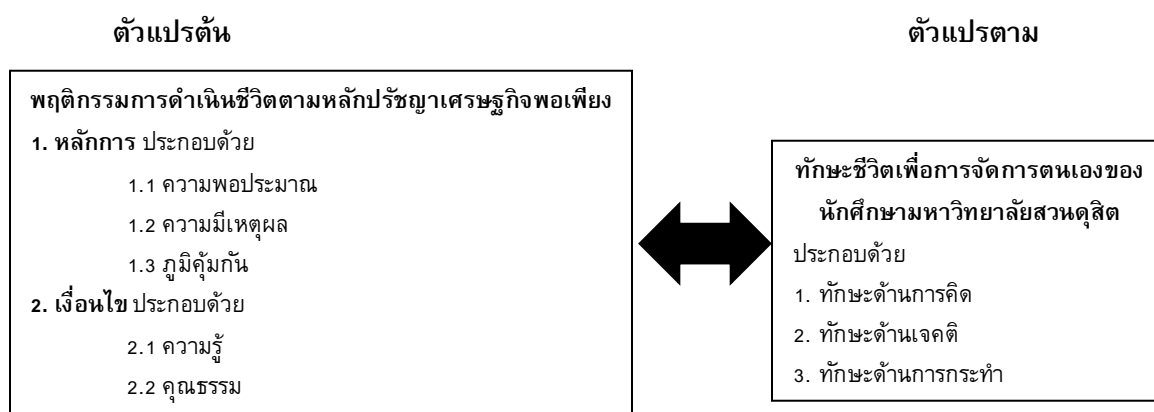 ตัวแปรต้น
ตัวแปรตาม
พฤติกรรมการดำเนินชีวิตตามหลักปรัชญาเศรษฐกิจพอเพียง
1. หลักการ ประกอบด้วย
1.1 ความพอประมาณ
1.2 ความมีเหตุผล
1.3 ภูมิคุ้มกัน
2. เงื่อนไข ประกอบด้วย
2.1 ความรู้
2.2 คุณธรรม
ทักษะชีวิตเพื่อการจัดการตนเองของ
นักศึกษามหาวิทยาลัยสวนดุสิต
ประกอบด้วย
1. ทักษะด้านการคิด
2. ทักษะด้านเจคติ
3. ทักษะด้านการกระทำ